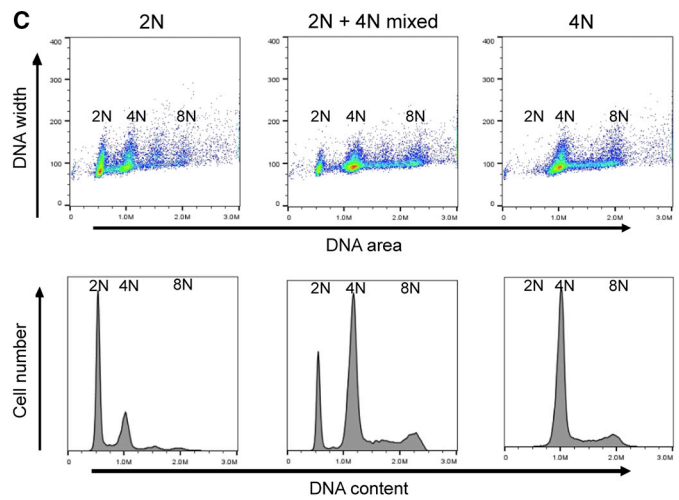 C
2N
2N + 4N mixed
4N
DNA width
400
300
200
100
0
2N 4N 8N
0 1.0M 2.0M 3.0M
400
300
200
100
0
2N 4N 8N
0 1.0M 2.0M 3.0M
400
300
200
100
0
2N 4N 8N
0 1.0M 2.0M 3.0M
DNA area
Cell number
2N 4N 8N
0 1.0M 2.0M 3.0M
2N 4N 8N
0 1.0M 2.0M 3.0M
2N 4N 8N
0 1.0M 2.0M 3.0M
DNA content